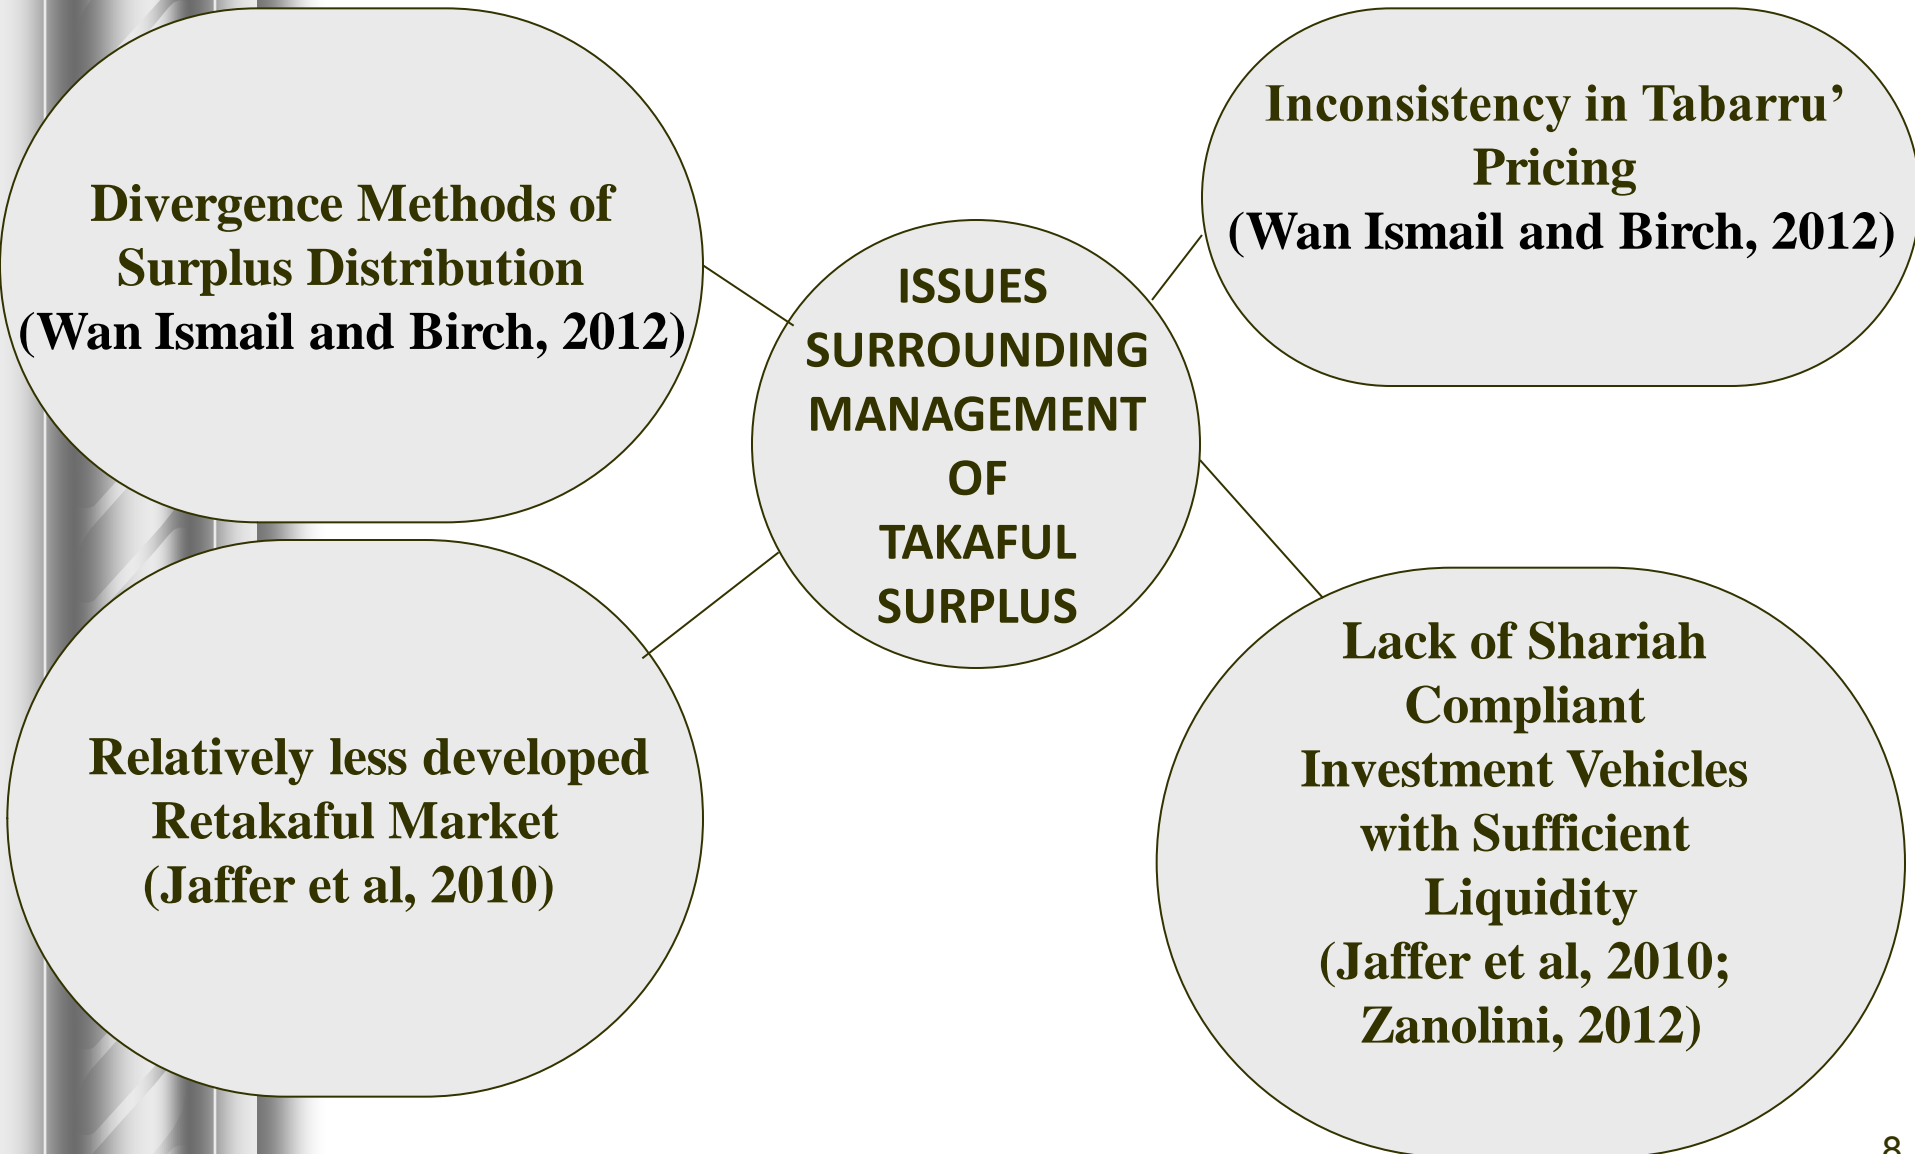 Divergence Methods of
Surplus Distribution
(Wan Ismail and Birch, 2012)
Inconsistency in Tabarru’
Pricing
(Wan Ismail and Birch, 2012)
ISSUES
SURROUNDING
MANAGEMENT
OF
TAKAFUL
SURPLUS
Relatively less developed
Retakaful Market
(Jaffer et al, 2010)
Lack of Shariah
Compliant
Investment Vehicles
with Sufficient
Liquidity
(Jaffer et al, 2010;
Zanolini, 2012)
8